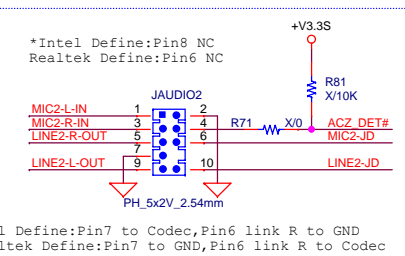 +V3.3S
*Intel Define:Pin8 NC
Realtek Define:Pin6 NC
R81
X/10K
JAUDIO2
MIC2-L-IN 1 2
MIC2-R-IN 3 4 R71 X/0 ACZ_DET#
LINE2-R-OUT 5 6 MIC2-JD
7
LINE2-L-OUT 9 10 LINE2-JD
PH_5x2V_2.54mm
l Define:Pin7 to Codec,Pin6 link R to GND
ltek Define:Pin7 to GND,Pin6 link R to Codec